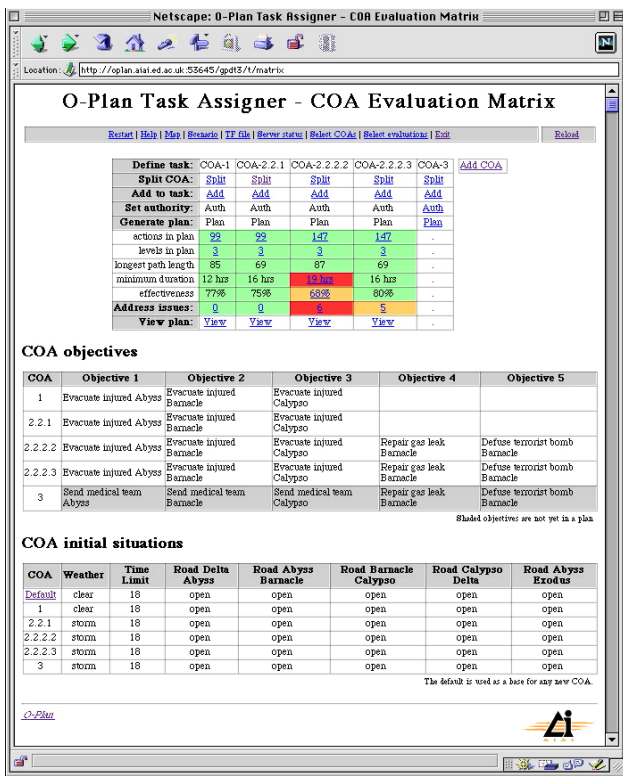 Netscape: O-Plan Task Assigner - COA Evaluation Matrix
N
Location: http://oplan.aiai.ed.ac.uk:53645/gpdt3/t/matrix
O-Plan Task Assigner - COA Evaluation Matrix
Restart | Help | Map | Scenario | TF file | Server status | Select COAs | Select evaluations | Exit Reload
Define task: COA-1 COA-2.2.1 COA-2.2.2.2 COA-2.2.2.3 COA-3 Add COA
Split COA: Split Split Split Split Split
Add to task: Add Add Add Add Add
Set authority: Auth Auth Auth Auth Auth
Generate plan: Plan Plan Plan Plan Plan
actions in plan 99 99 147 147 .
levels in plan 3 3 3 3 .
longest path length 85 69 87 69 .
minimum duration 12 hrs 16 hrs 19 hrs 16 hrs .
effectiveness 77% 75% 68% 80% .
Address issues: 0 0 6 5 .
View plan: View View View View .
COA objectives
COA Objective 1 Objective 2 Objective 3 Objective 4 Objective 5
1 Evacuate injured Abyss Evacuate injured Barnacle Evacuate injured Calypso
2.2.1 Evacuate injured Abyss Evacuate injured Barnacle Evacuate injured Calypso
2.2.2.2 Evacuate injured Abyss Evacuate injured Barnacle Evacuate injured Calypso Repair gas leak Barnacle Defuse terrorist bomb Barnacle
2.2.2.3 Evacuate injured Abyss Evacuate injured Barnacle Evacuate injured Calypso Repair gas leak Barnacle Defuse terrorist bomb Barnacle
3 Send medical team Abyss Send medical team Barnacle Send medical team Calypso Repair gas leak Barnacle Defuse terrorist bomb Barnacle
Shaded objectives are not yet in a plan
COA initial situations
COA Weather Time Limit Road Delta Abyss Road Abyss Barnacle Road Barnacle Calypso Road Calypso Delta Road Abyss Exodus
Default clear 18 open open open open open
1 clear 18 open open open open open
2.2.1 storm 18 open open open open open
2.2.2.2 storm 18 open open open open open
2.2.2.3 storm 18 open open open open open
3 storm 18 open open open open open
The default is used as a base for any new COA.
O-Plan
Ai
A I A I